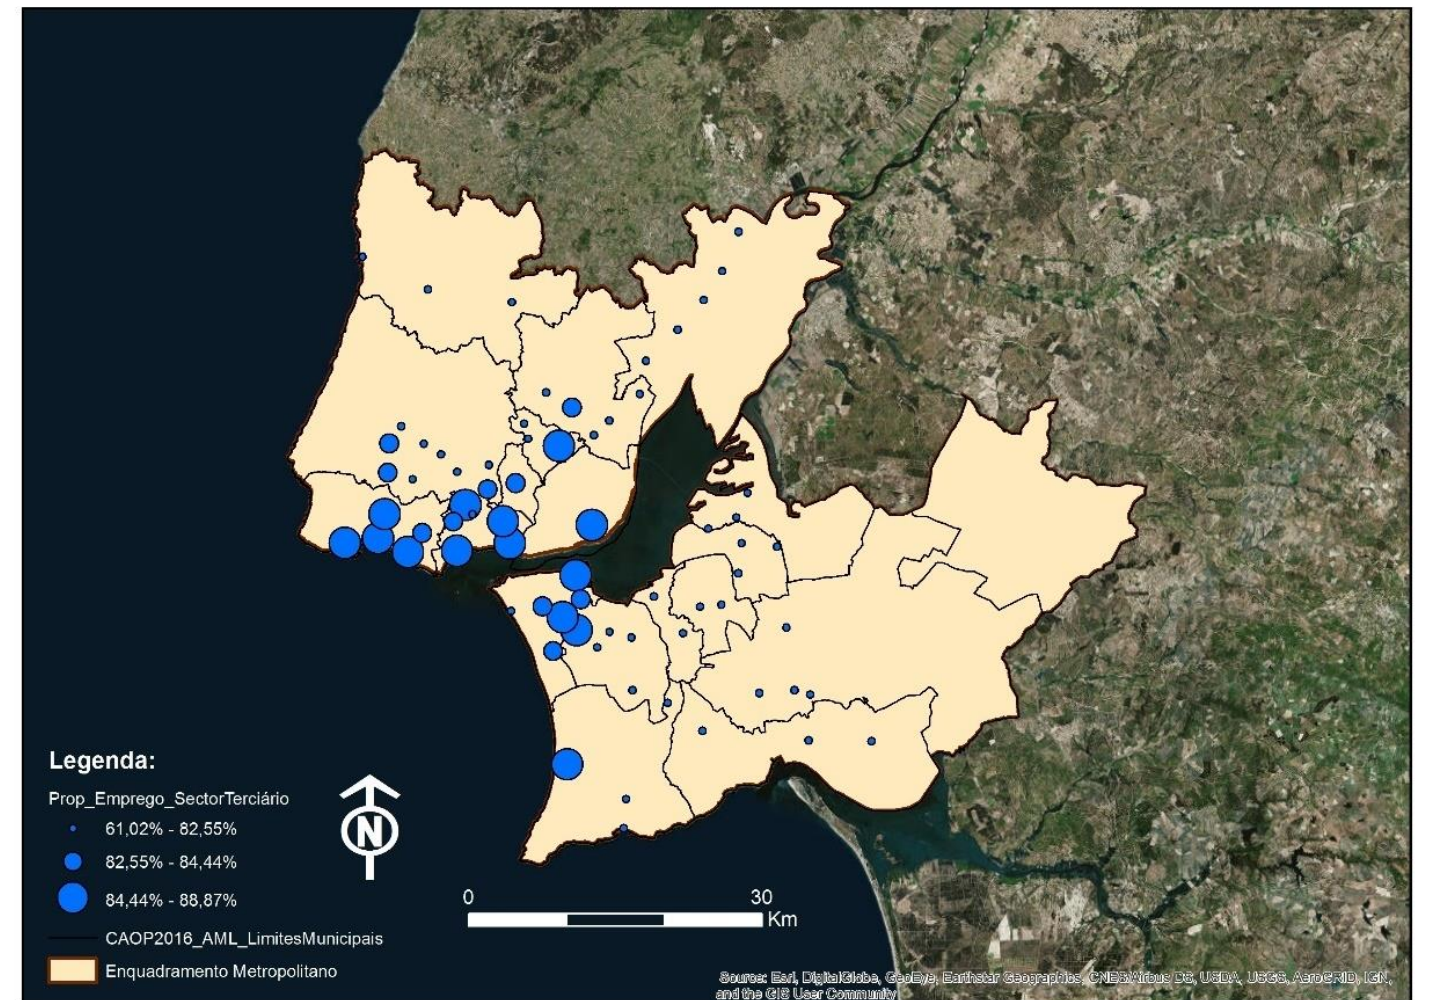 Legenda:
Prop_Emprego_SectorTerciário
61,02% - 82,55%
82,55% - 84,44%
84,44% - 88,87%
CAOP2016_AML_LimitesMunicipais
Enquadramento Metropolitano
N
0 30
Km
Source: Esri, DigitalGlobe, GeoEye, Earthstar Geographics, CNES/Airbus DS, USDA, USGS, AeroGRID, IGN,
and the GIS User Community